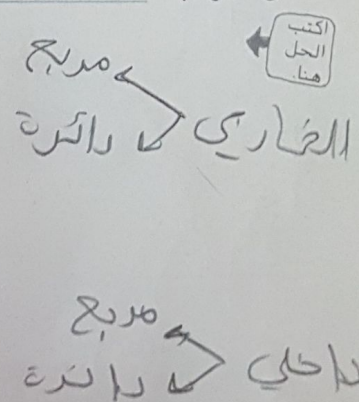 اكتب
الحل
هنا.
مربع
الخارجي
دائرة
مربع
داخلي
دائرة